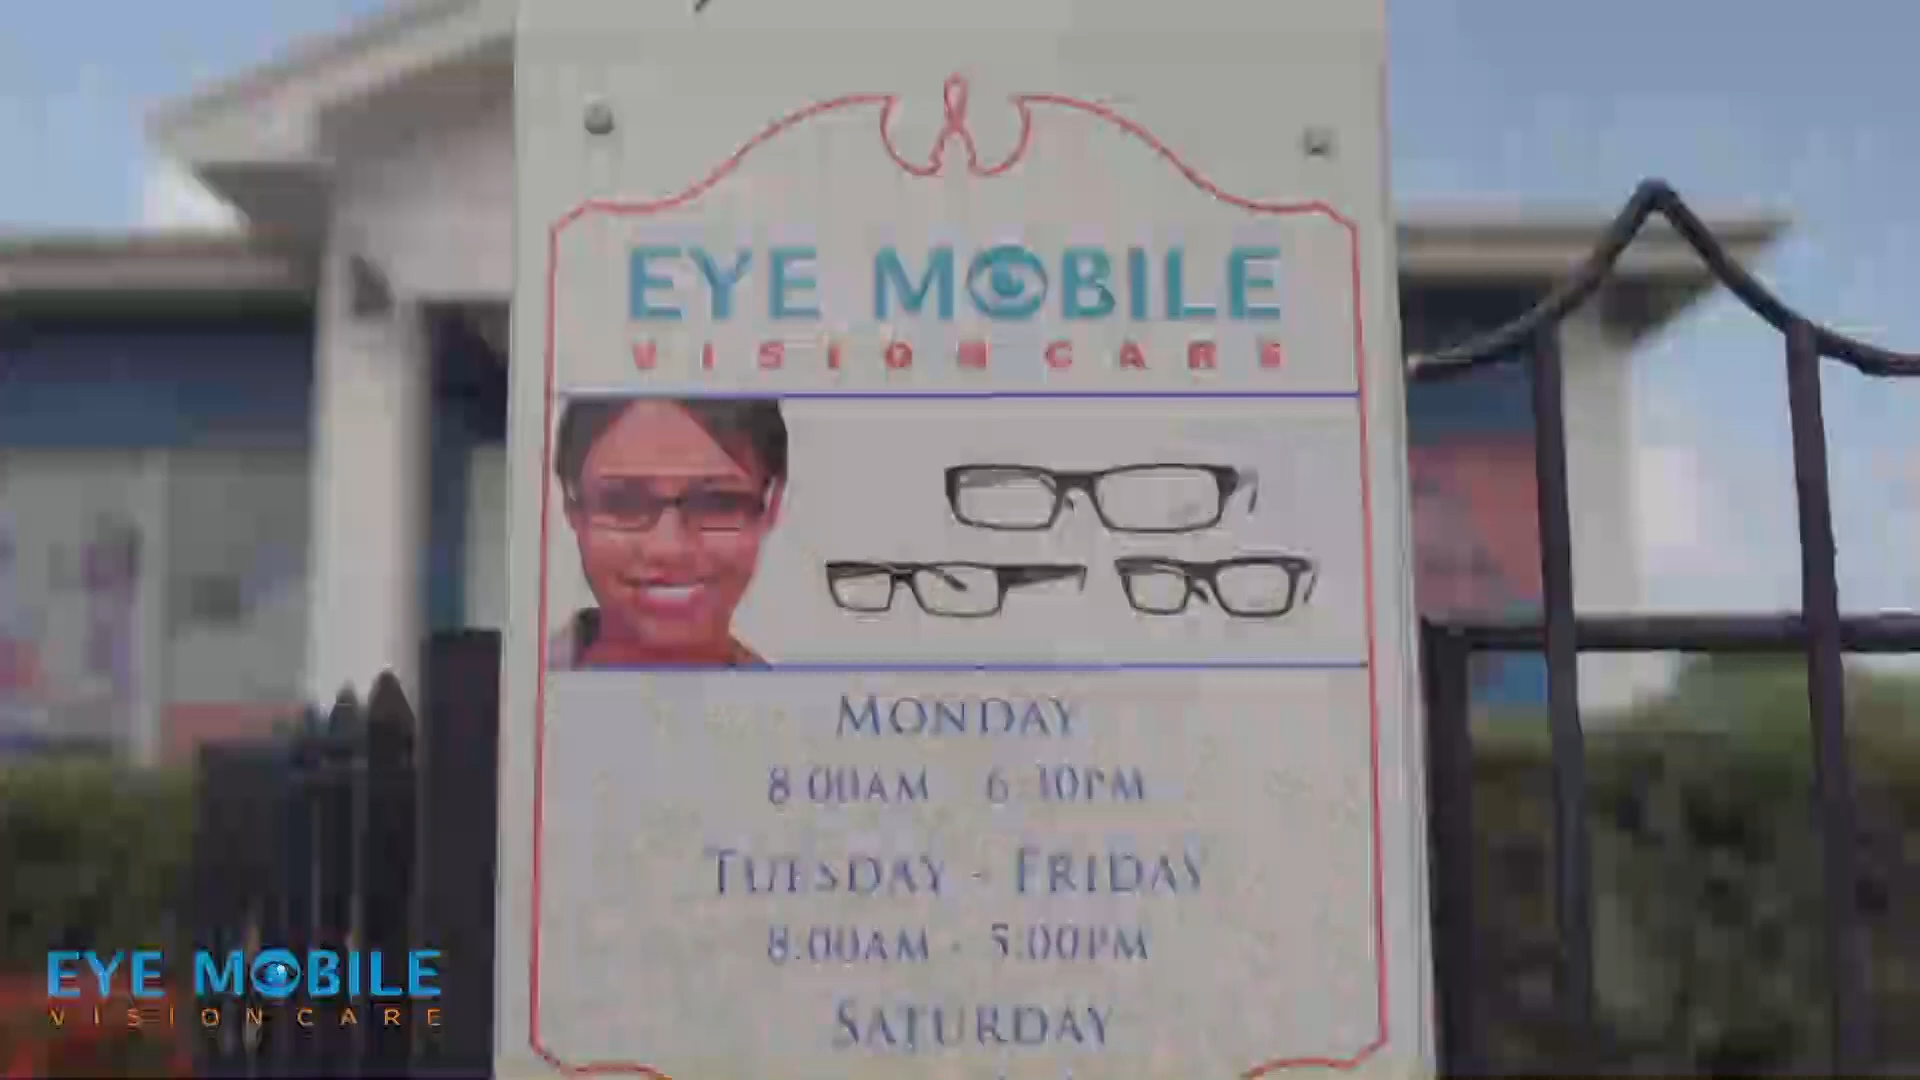 EYE MOBILE
VISION CARE
MONDAY
8:00AM 6:30PM
TUESDAY - FRIDAY
8:00AM - 5:00PM
SATURDAY
EYE MOBILE
VISION CARE